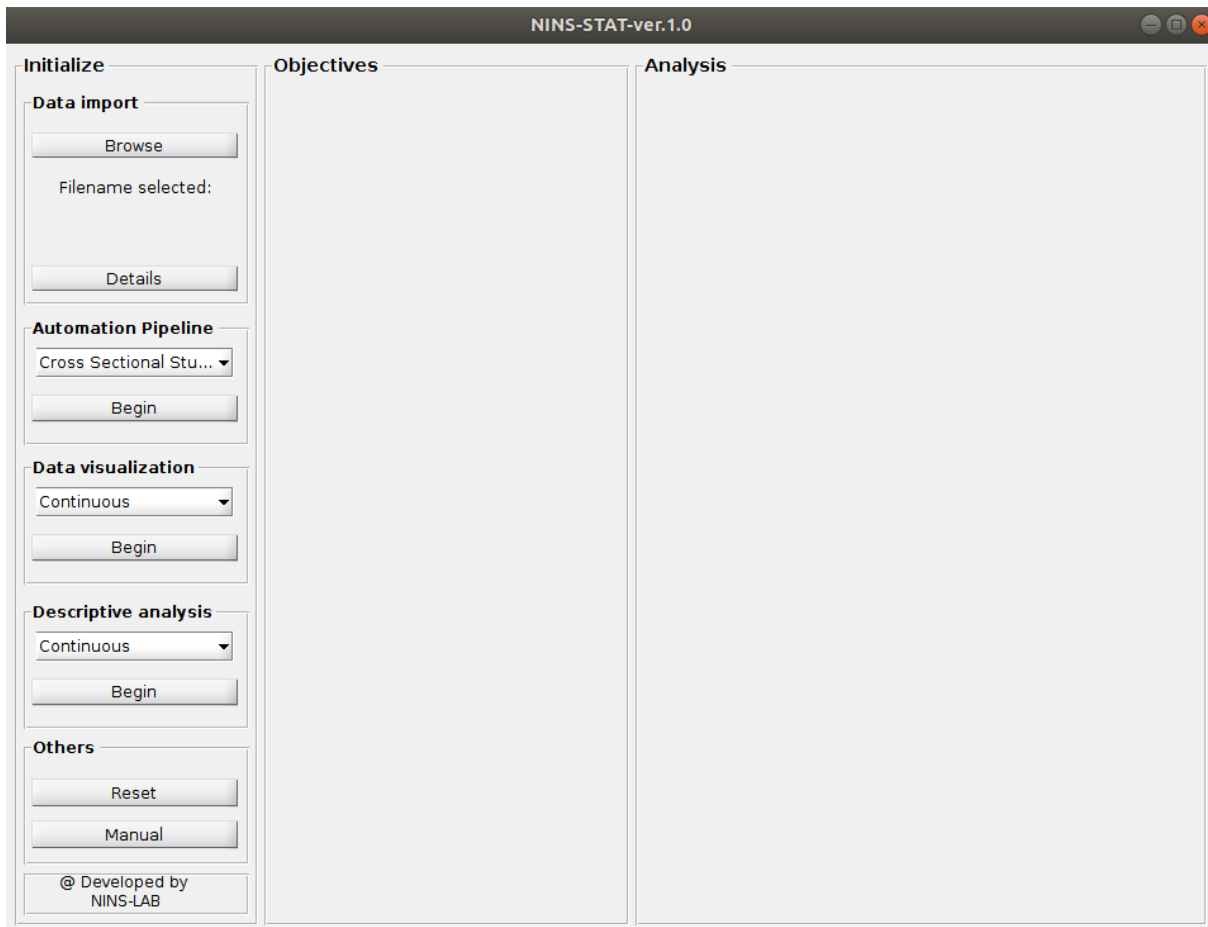 NINS-STAT-ver.1.0
Initialize
Data import
Browse
Filename selected:
Details
Automation Pipeline
Cross Sectional Stu...
Begin
Data visualization
Continuous
Begin
Descriptive analysis
Continuous
Begin
Others
Reset
Manual
@ Developed by
NINS-LAB
Objectives
Analysis